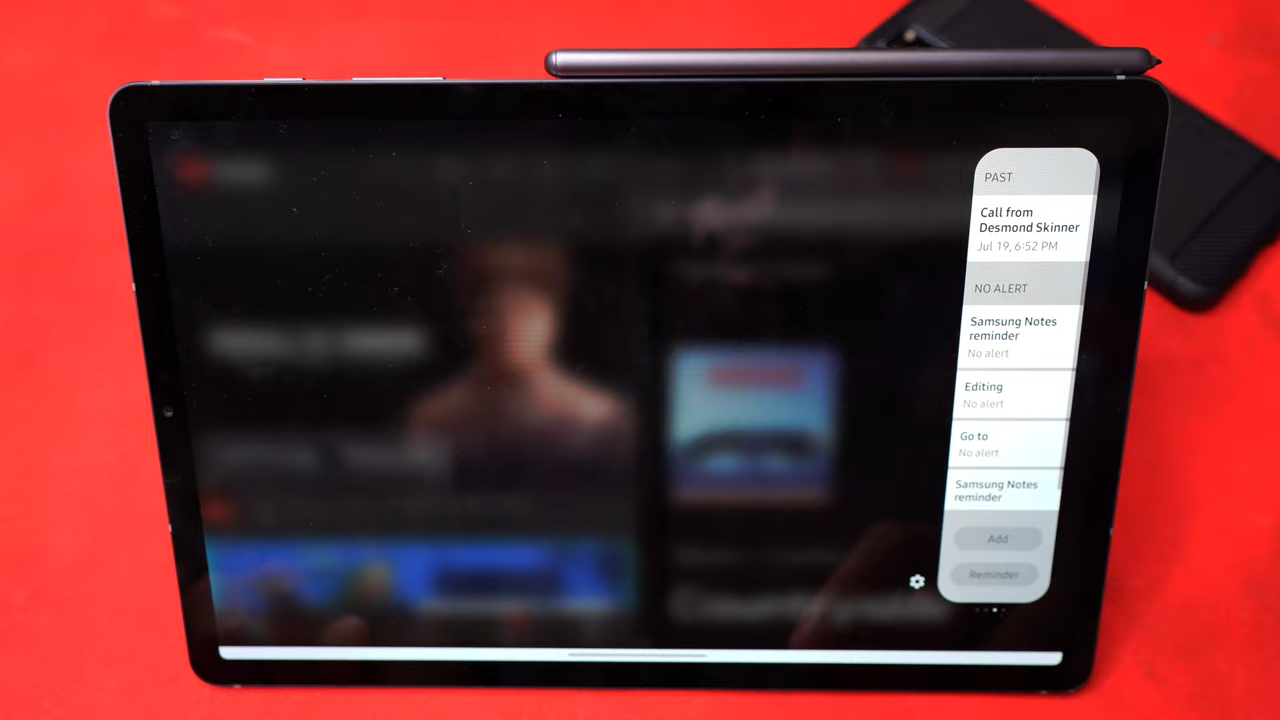 PAST
Call from
Desmond Skinner
Jul 19, 6:52 PM
NO ALERT
Samsung Notes
reminder
No alert
Editing
No alert
Go to
No alert
Samsung Notes
reminder
Add
Reminder